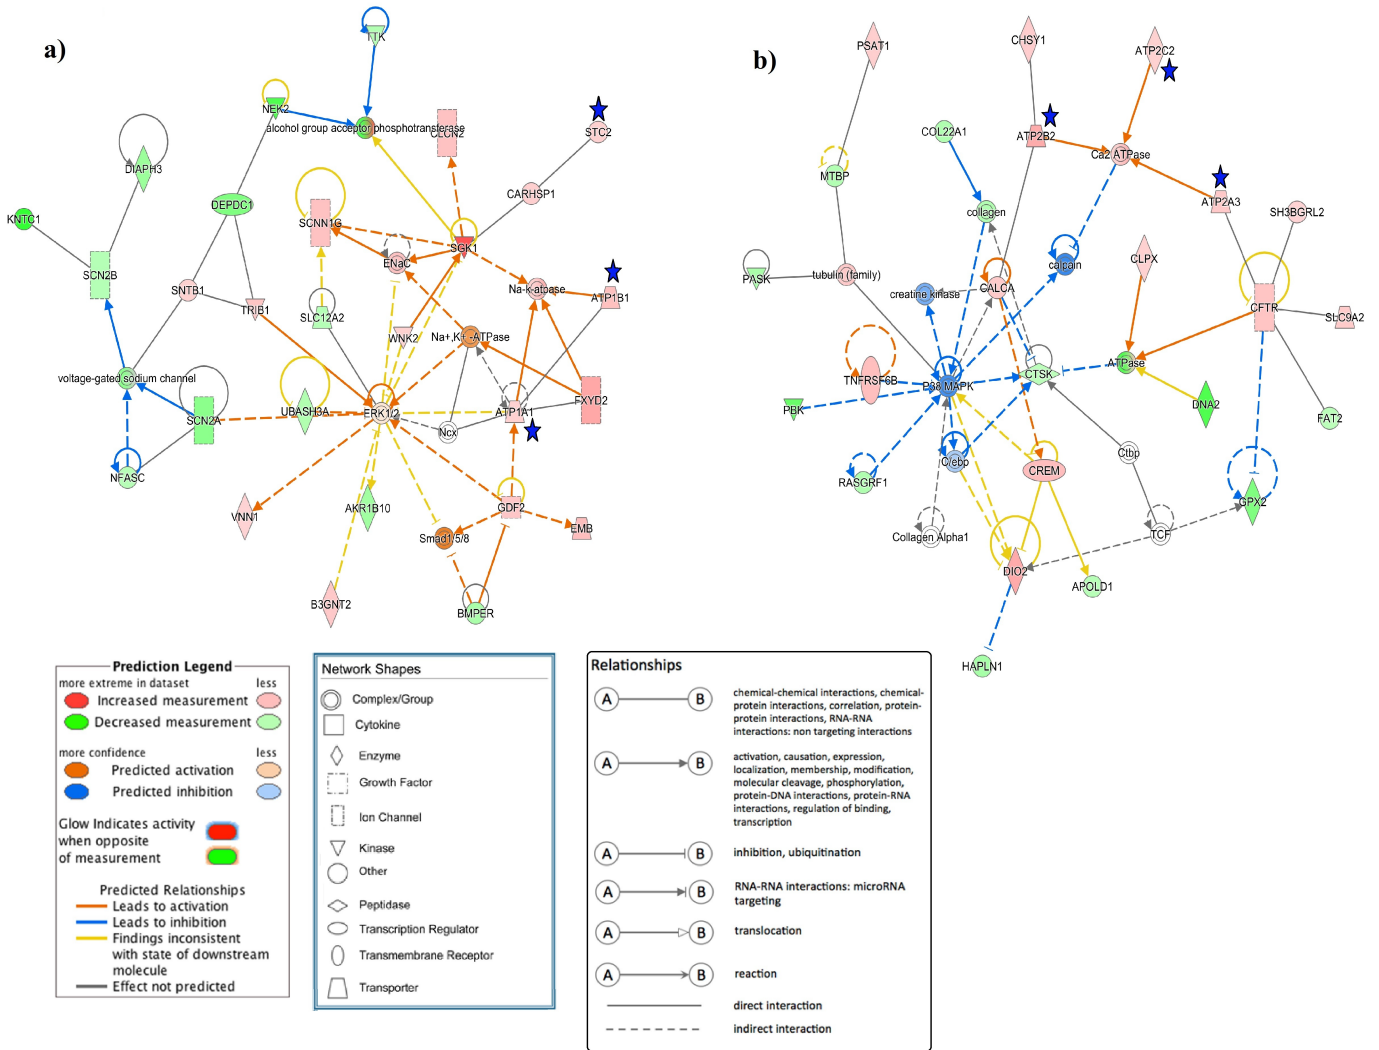 a)
TTK
NEK2
alcohol group acceptor phosphotransferase
CLCN2
STC2
DIAPH3
CARHSP1
KNTC1
DEPDC1
SCNN1G
SGK1
ENaC
SCN2B
SNTB1
TRIB1
SLC12A2
Na-k-atpase
ATP1B1
WNK2
Na+,K+ -ATPase
voltage-gated sodium channel
SCN2A
UBASH3A
ERK1/2
ATP1A1
FXYD2
Ncx
NFASC
VNN1
AKR1B10
GDF2
EMB
Smad1/5/8
B3GNT2
BMPER
b)
PSAT1
CHSY1
ATP2C2
COL22A1
ATP2B2
Ca2 ATPase
MTBP
collagen
ATP2A3
SH3BGRL2
PASK
tubulin (family)
calpain
CLPX
creatine kinase
CALCA
CFTR
SLC9A2
TNFRSF6B
P38 MAPK
CTSK
ATPase
PBK
DNA2
FAT2
RASGRF1
C/ebp
CREM
Ctbp
GPX2
Collagen Alpha1
TCF
DIO2
APOLD1
HAPLN1
Prediction Legend
more extreme in dataset less
Increased measurement
Decreased measurement
more confidence less
Predicted activation
Predicted inhibition
Glow Indicates activity
when opposite
of measurement
Predicted Relationships
Leads to activation
Leads to inhibition
Findings inconsistent
with state of downstream
molecule
Effect not predicted
Network Shapes
Complex/Group
Cytokine
Enzyme
Growth Factor
Ion Channel
Kinase
Other
Peptidase
Transcription Regulator
Transmembrane Receptor
Transporter
Relationships
A B
chemical-chemical interactions, chemical-
protein interactions, correlation, protein-
protein interactions, RNA-RNA
interactions: non targeting interactions
A B
activation, causation, expression,
localization, membership, modification,
molecular cleavage, phosphorylation,
protein-DNA interactions, protein-RNA
interactions, regulation of binding,
transcription
A B
inhibition, ubiquitination
A B
RNA-RNA interactions: microRNA
targeting
A B
translocation
A B
reaction
direct interaction
indirect interaction